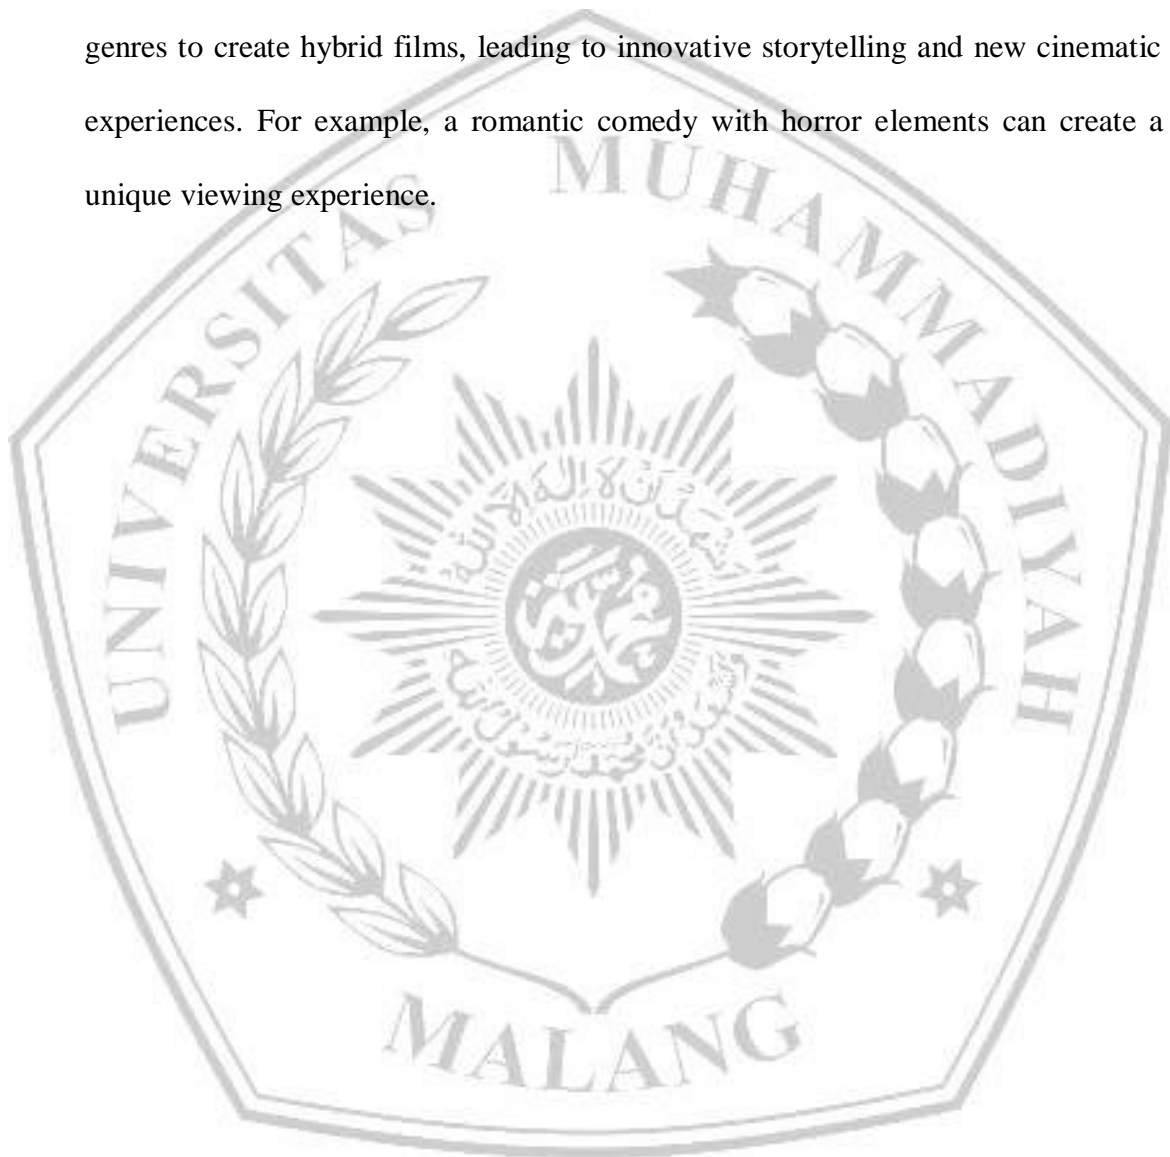 genres to create hybrid films, leading to innovative storytelling and new cinematic
experiences. For example, a romantic comedy with horror elements can create a
unique viewing experience.
UNIVERSITAS MUHAMMADIYAH
MALANG